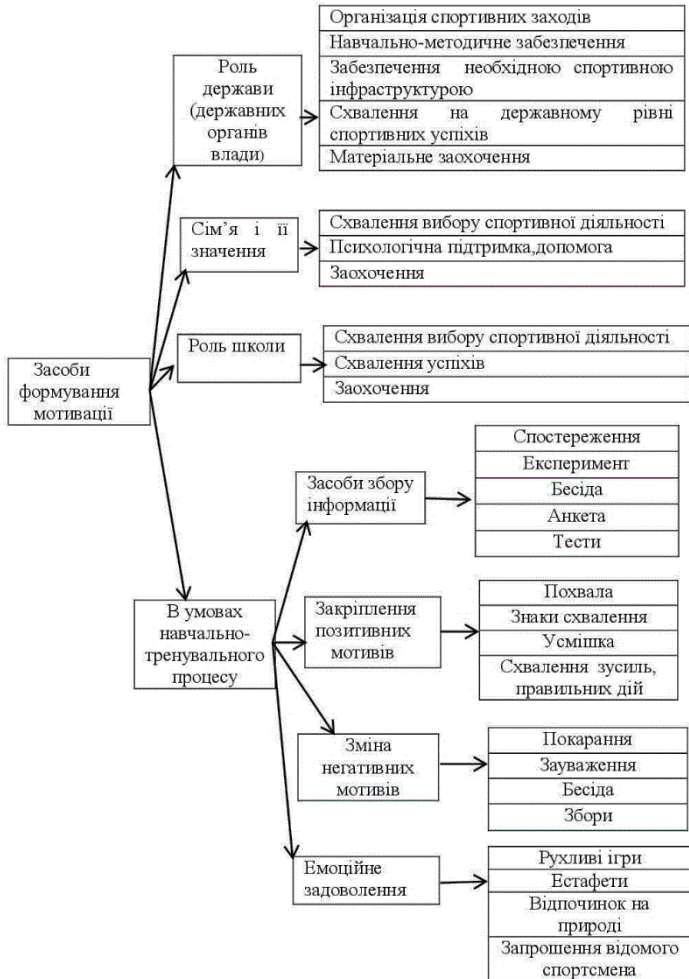 Роль
держави
(державних
органів
влади)
Організація спортивних заходів
Навчально-методичне забезпечення
Забезпечення необхідною спортивною
інфраструктурою
Схвалення на державному рівні
спортивних успіхів
Матеріальне заохочення
Сім’я і її
значення
Схвалення вибору спортивної діяльності
Психологічна підтримка,допомога
Заохочення
Роль школи
Схвалення вибору спортивної діяльності
Схвалення успіхів
Заохочення
Засоби
формування
мотивації
Засоби збору
інформації
Спостереження
Експеримент
Бесіда
Анкета
Тести
В умовах
навчально-
тренувального
процесу
Закріплення
позитивних
мотивів
Похвала
Знаки схвалення
Усмішка
Схвалення зусиль,
правильних дій
Зміна
негативних
мотивів
Покарання
Зауваження
Бесіда
Збори
Емоційне
задоволення
Рухливі ігри
Естафети
Відпочинок на
природі
Запрошення відомого
спортсмена